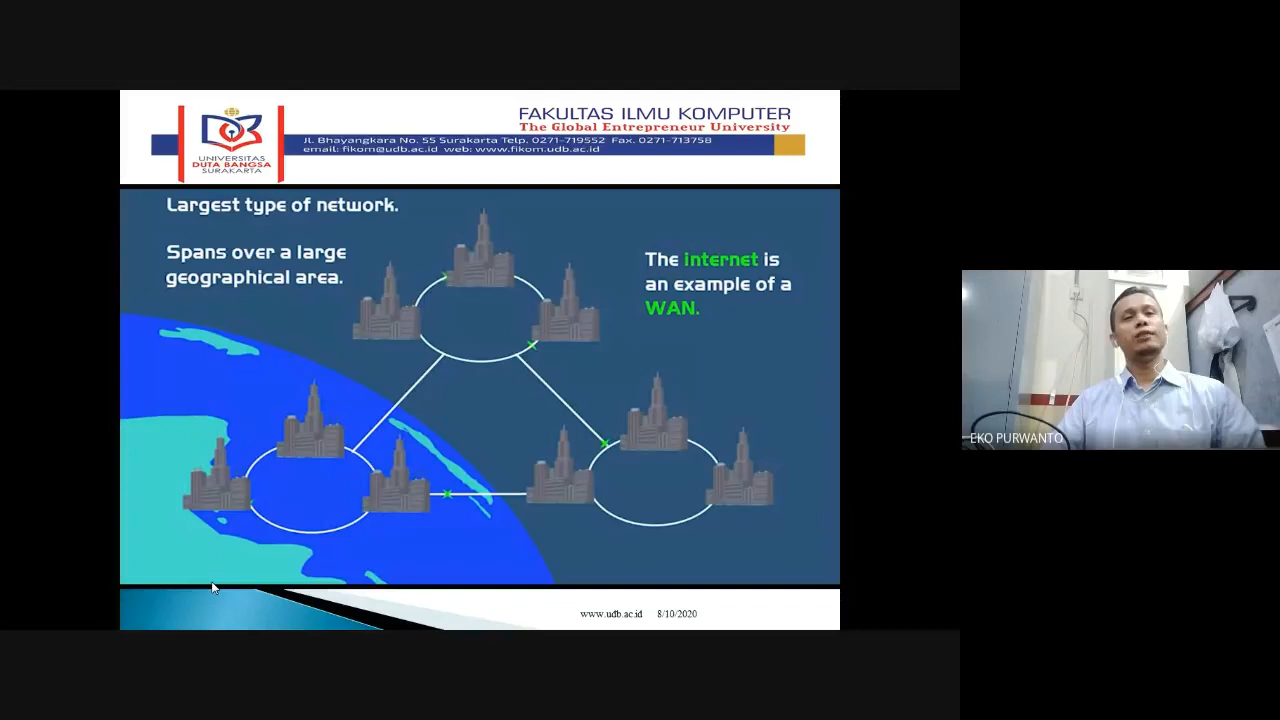 FAKULTAS ILMU KOMPUTER
The Global Entrepreneur University
Jl. Bhayangkara No. 55 Surakarta Telp. 0271-719552 Fax. 0271-713758
email: fikom@udb.ac.id web: www.fikom.udb.ac.id
UNIVERSITAS
DUTA BANGSA
SURAKARTA
Largest type of network.
Spans over a large
geographical area.
The internet is
an example of a
WAN.
EKO PURWANTO
www.udb.ac.id 8/10/2020